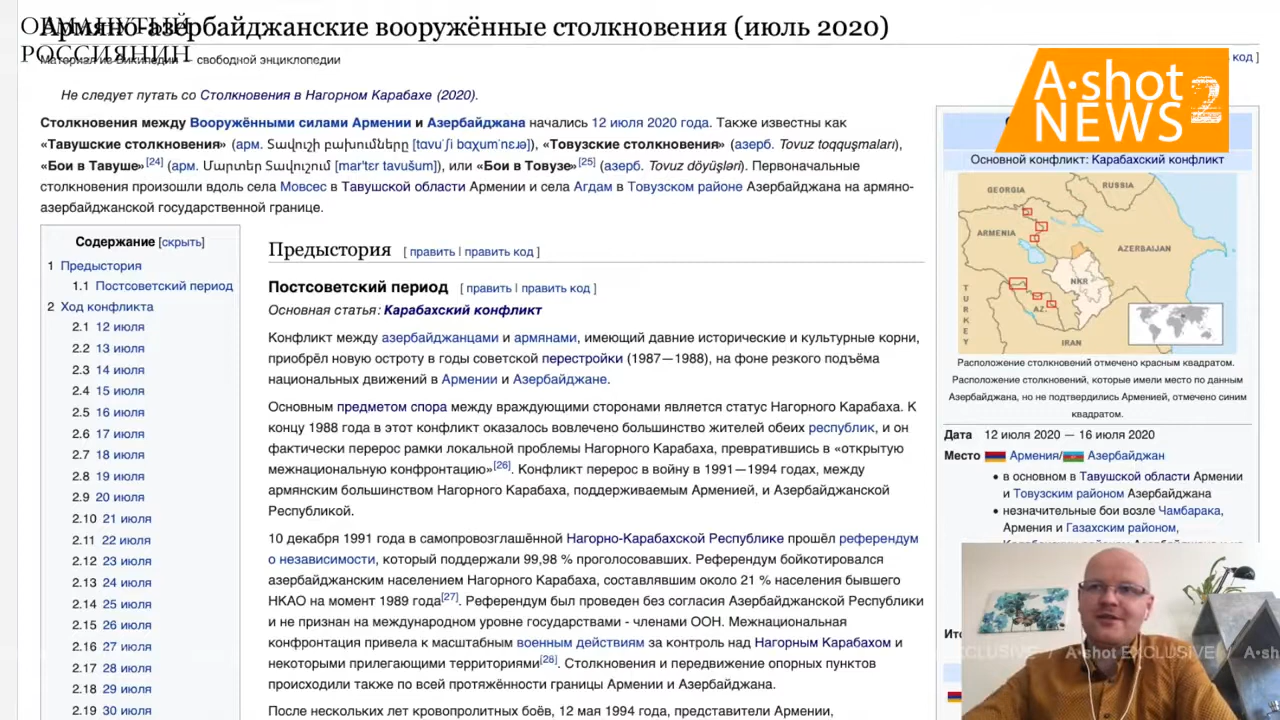 ОБМАНУТЫЙ
РОССИЯНИН
Армяно-азербайджанские вооружённые столкновения (июль 2020)
Материал из Википедии — свободной энциклопедии
код ]
A·shot
NEWS 2
Не следует путать со Столкновения в Нагорном Карабахе (2020).
Столкновения между Вооружёнными силами Армении и Азербайджана начались 12 июля 2020 года. Также известны как
«Тавушские столкновения» (арм. Տավուշի բախումները [tɑvuˈʃi bɑχumˈnɛɹə]), «Товузские столкновения» (азерб. Tovuz toqquşmaları),
«Бои в Тавуше»[24] (арм. Մարտեր Տավուշում [mar'tɛr tavušum]), или «Бои в Товузе»[25] (азерб. Tovuz döyüşləri). Первоначальные
столкновения произошли вдоль села Мовсес в Тавушской области Армении и села Агдам в Товузском районе Азербайджана на армяно-
азербайджанской государственной границе.
Содержание [скрыть]
1 Предыстория
1.1 Постсоветский период
2 Ход конфликта
2.1 12 июля
2.2 13 июля
2.3 14 июля
2.4 15 июля
2.5 16 июля
2.6 17 июля
2.7 18 июля
2.8 19 июля
2.9 20 июля
2.10 21 июля
2.11 22 июля
2.12 23 июля
2.13 24 июля
2.14 25 июля
2.15 26 июля
2.16 27 июля
2.17 28 июля
2.18 29 июля
2.19 30 июля
Предыстория [ править | править код ]
Постсоветский период [ править | править код ]
Основная статья: Карабахский конфликт
Конфликт между азербайджанцами и армянами, имеющий давние исторические и культурные корни,
приобрёл новую остроту в годы советской перестройки (1987—1988), на фоне резкого подъёма
национальных движений в Армении и Азербайджане.
Основным предметом спора между враждующими сторонами является статус Нагорного Карабаха. К
концу 1988 года в этот конфликт оказалось вовлечено большинство жителей обеих республик, и он
фактически перерос рамки локальной проблемы Нагорного Карабаха, превратившись в «открытую
межнациональную конфронтацию»[26]. Конфликт перерос в войну в 1991—1994 годах, между
армянским большинством Нагорного Карабаха, поддерживаемым Арменией, и Азербайджанской
Республикой.
10 декабря 1991 года в самопровозглашённой Нагорно-Карабахской Республике прошёл референдум
о независимости, который поддержали 99,98 % проголосовавших. Референдум бойкотировался
азербайджанским населением Нагорного Карабаха, составлявшим около 21 % населения бывшего
НКАО на момент 1989 года[27]. Референдум был проведен без согласия Азербайджанской Республики
и не признан на международном уровне государствами - членами ООН. Межнациональная
конфронтация привела к масштабным военным действиям за контроль над Нагорным Карабахом и
некоторыми прилегающими территориями[28]. Столкновения и передвижение опорных пунктов
происходили также по всей протяжённости границы Армении и Азербайджана.
После нескольких лет кровопролитных боёв, 12 мая 1994 года, представители Армении,
Основной конфликт: Карабахский конфликт
GEORGIA
RUSSIA
ARMENIA
AZERBAIJAN
NKR
TURKEY
AZ.
IRAN
Расположение столкновений отмечено красным квадратом.
Расположение столкновений, которые имели место по данным
Азербайджана, но не подтвердились Арменией, отмечено синим
квадратом.
Дата 12 июля 2020 — 16 июля 2020
Место Армения/ Азербайджан
• в основном в Тавушской области Армении
и Товузским районом Азербайджана
• незначительные бои возле Чамбарака,
Армения и Газахским районом,
Ито
EXCLUSIVE / A·shot EXCLUSIVE / A·sh